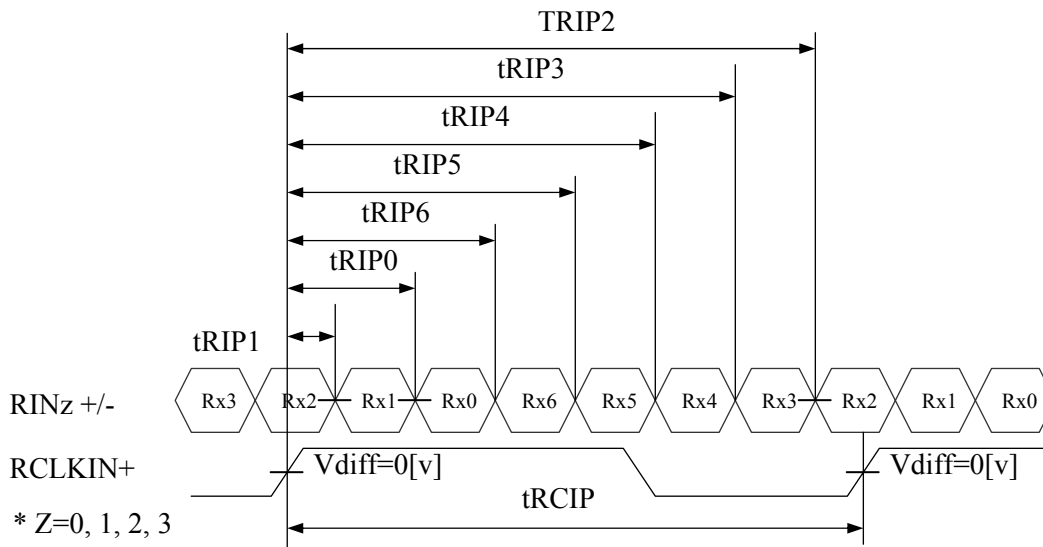 TRIP2
tRIP3
tRIP4
tRIP5
tRIP6
tRIP0
tRIP1
RINz +/- Rx3 Rx2 Rx1 Rx0 Rx6 Rx5 Rx4 Rx3 Rx2 Rx1 Rx0
RCLKIN+ Vdiff=0[v] Vdiff=0[v]
tRCIP
* Z=0, 1, 2, 3